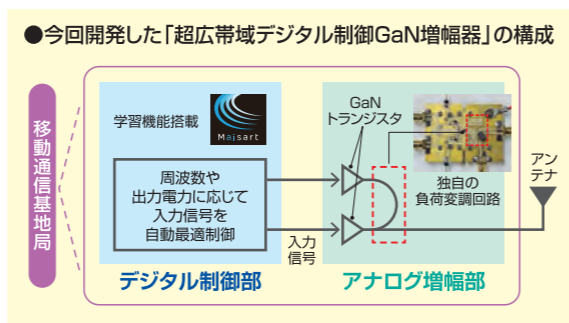 ●今回開発した「超広帯域デジタル制御GaN増幅器」の構成
移動通信基地局
学習機能搭載
Maisart
周波数や
出力電力に応じて
入力信号を
自動最適制御
デジタル制御部
入力
信号
GaN
トランジスタ
独自の
負荷変調回路
アナログ増幅部
アン
テナ